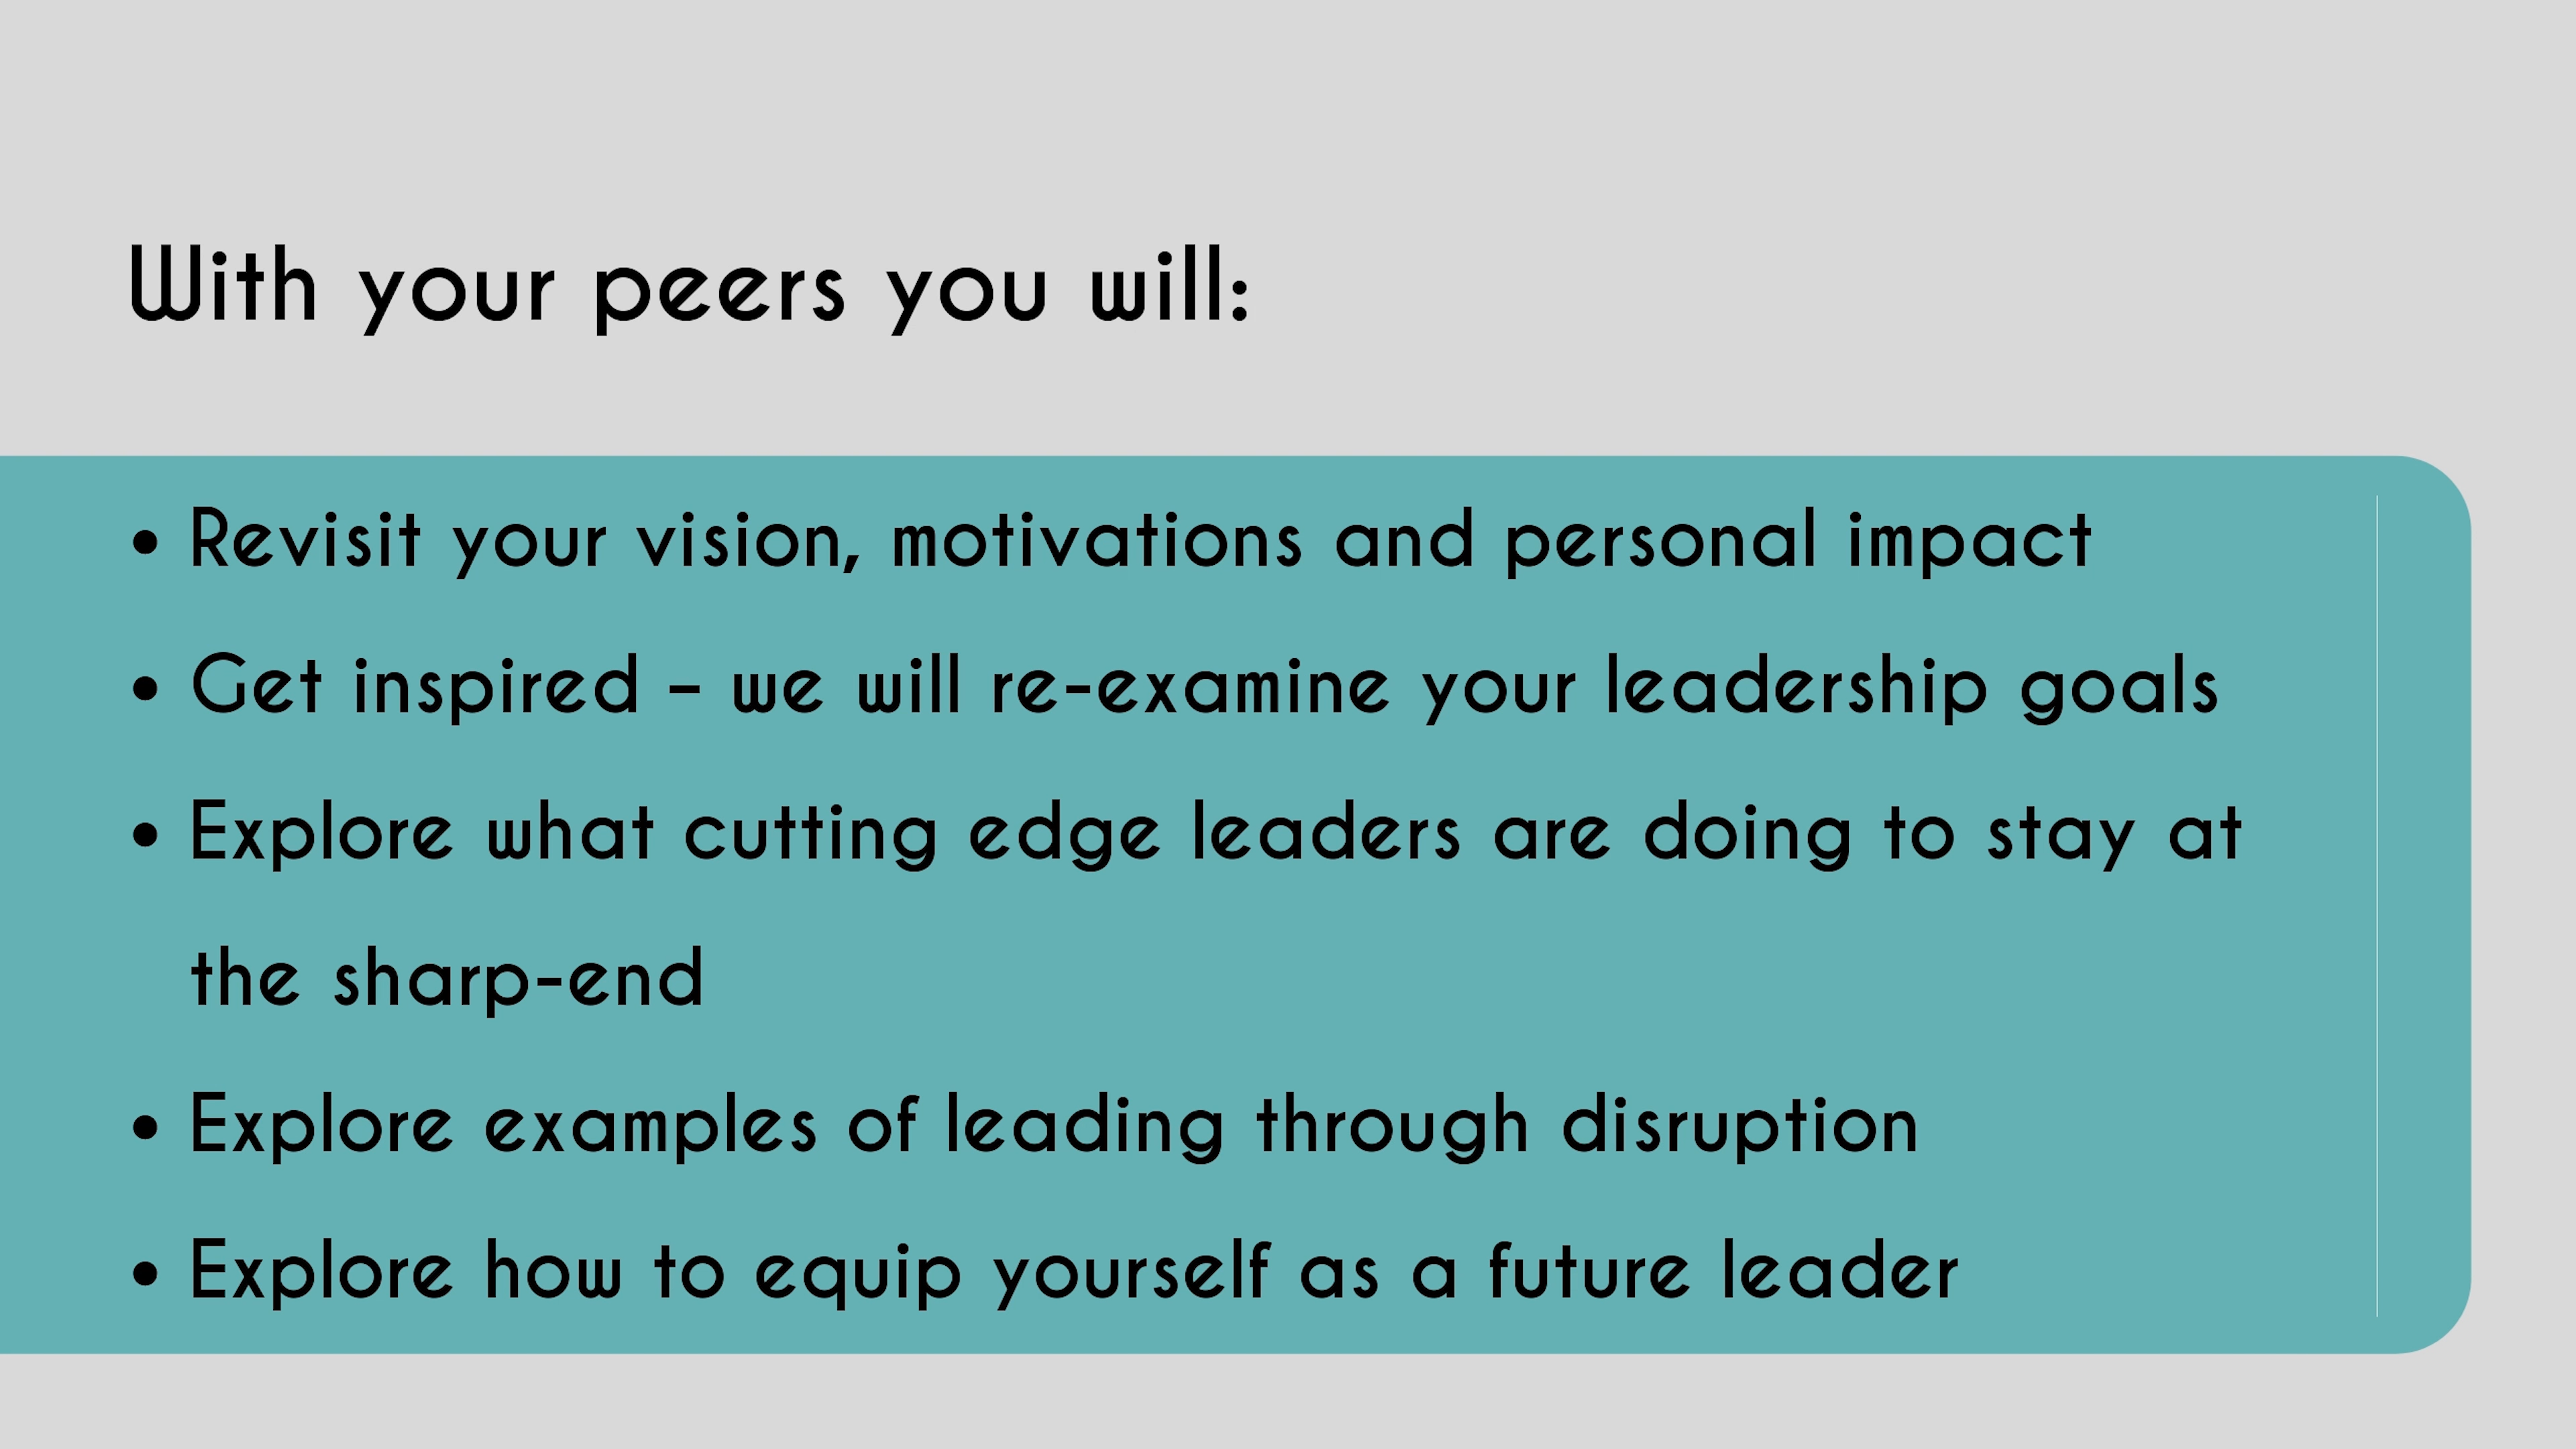 With your peers you will:
• Revisit your vision, motivations and personal impact
• Get inspired – we will re-examine your leadership goals
• Explore what cutting edge leaders are doing to stay at
the sharp-end
• Explore examples of leading through disruption
• Explore how to equip yourself as a future leader